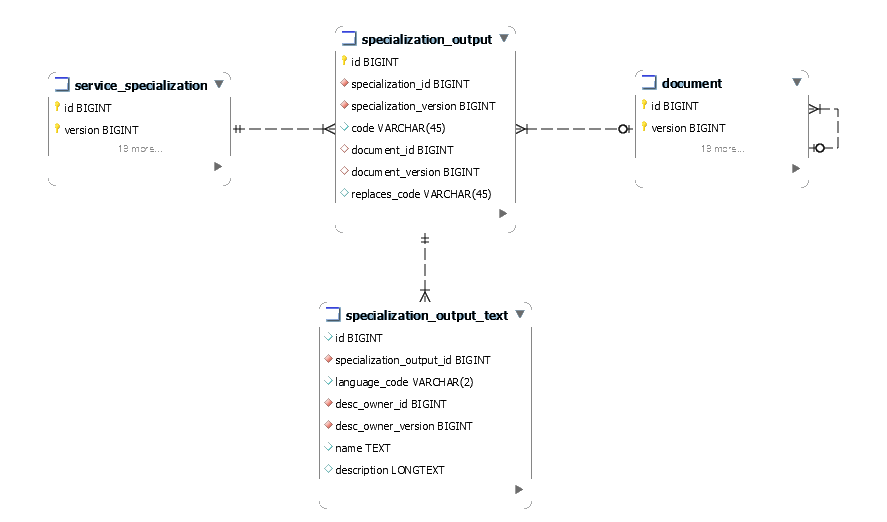 service_specialization
id BIGINT
version BIGINT
19 more...
specialization_output
id BIGINT
specialization_id BIGINT
specialization_version BIGINT
code VARCHAR(45)
document_id BIGINT
document_version BIGINT
replaces_code VARCHAR(45)
document
id BIGINT
version BIGINT
19 more...
specialization_output_text
id BIGINT
specialization_output_id BIGINT
language_code VARCHAR(2)
desc_owner_id BIGINT
desc_owner_version BIGINT
name TEXT
description LONGTEXT